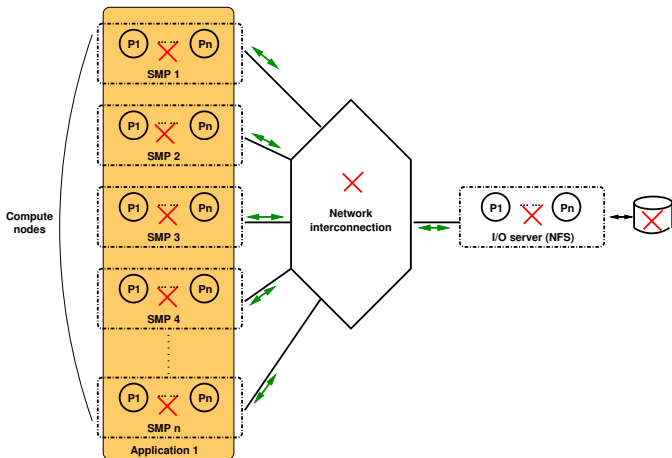 P1 ...... Pn
SMP 1
P1 ...... Pn
SMP 2
Compute
nodes
P1 ...... Pn
SMP 3
P1 ...... Pn
SMP 4
P1 ...... Pn
SMP n
Application 1
Network
interconnection
P1 ...... Pn
I/O server (NFS)